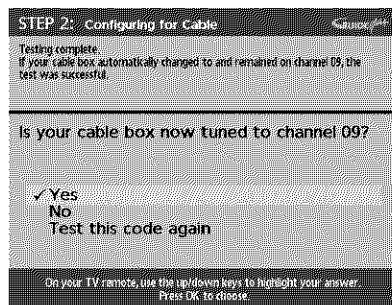 STEP 2: Configuring for Cable
GUIDE Plus
Testing complete.
If your cable box automatically changed to and remained on channel 09, the
test was successful.
Is your cable box now tuned to channel 09?
✓ Yes
No
Test this code again
On your TV remote, use the up/down keys to highlight your answer.
Press OK to choose.